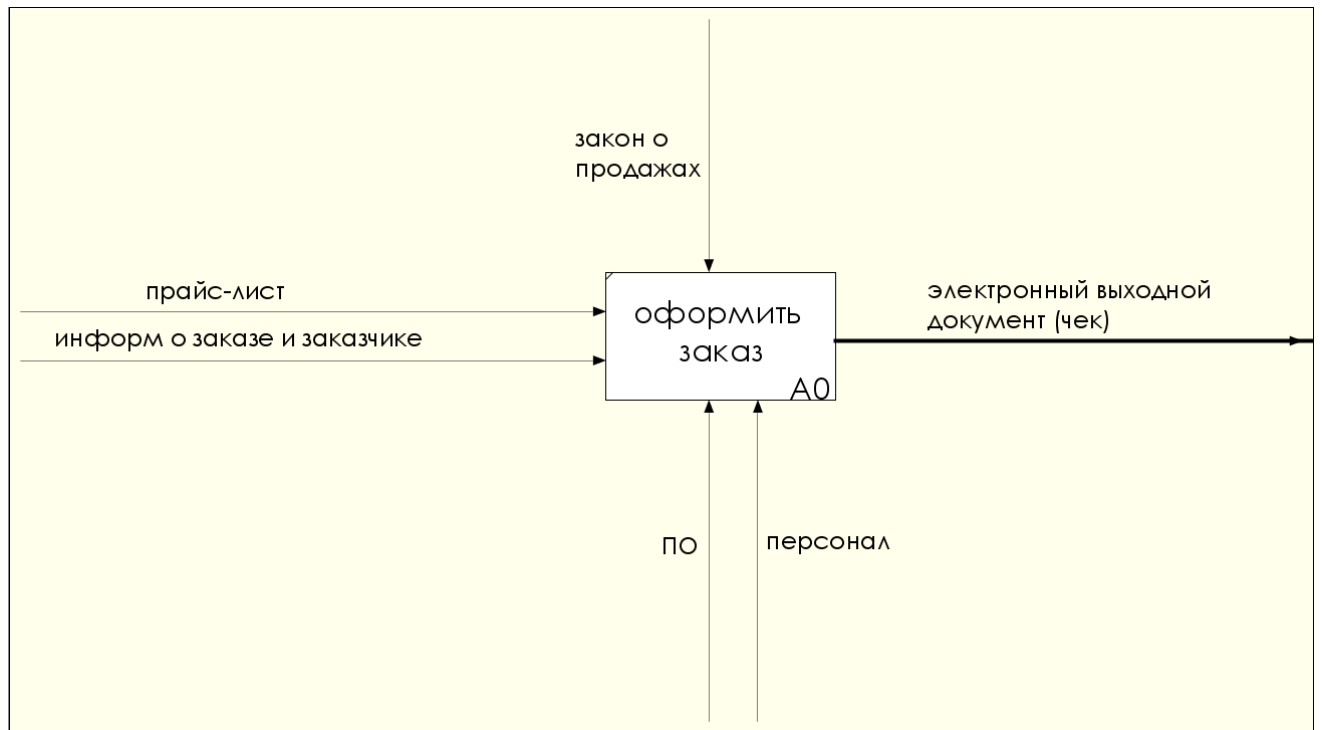 закон о
продажах
прайс-лист
информ о заказе и заказчике
оформить
заказ
A0
электронный выходной
документ (чек)
ПО
персонал